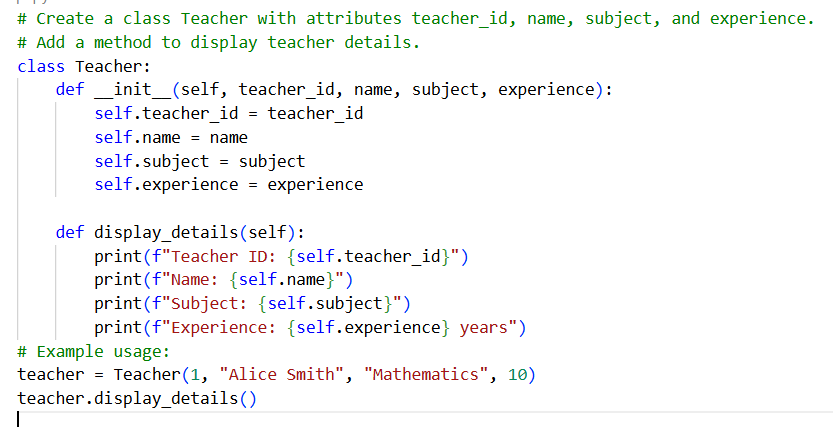 # Create a class Teacher with attributes teacher_id, name, subject, and experience.
# Add a method to display teacher details.
class Teacher:
    def __init__(self, teacher_id, name, subject, experience):
        self.teacher_id = teacher_id
        self.name = name
        self.subject = subject
        self.experience = experience

    def display_details(self):
        print(f"Teacher ID: {self.teacher_id}")
        print(f"Name: {self.name}")
        print(f"Subject: {self.subject}")
        print(f"Experience: {self.experience} years")
# Example usage:
teacher = Teacher(1, "Alice Smith", "Mathematics", 10)
teacher.display_details()